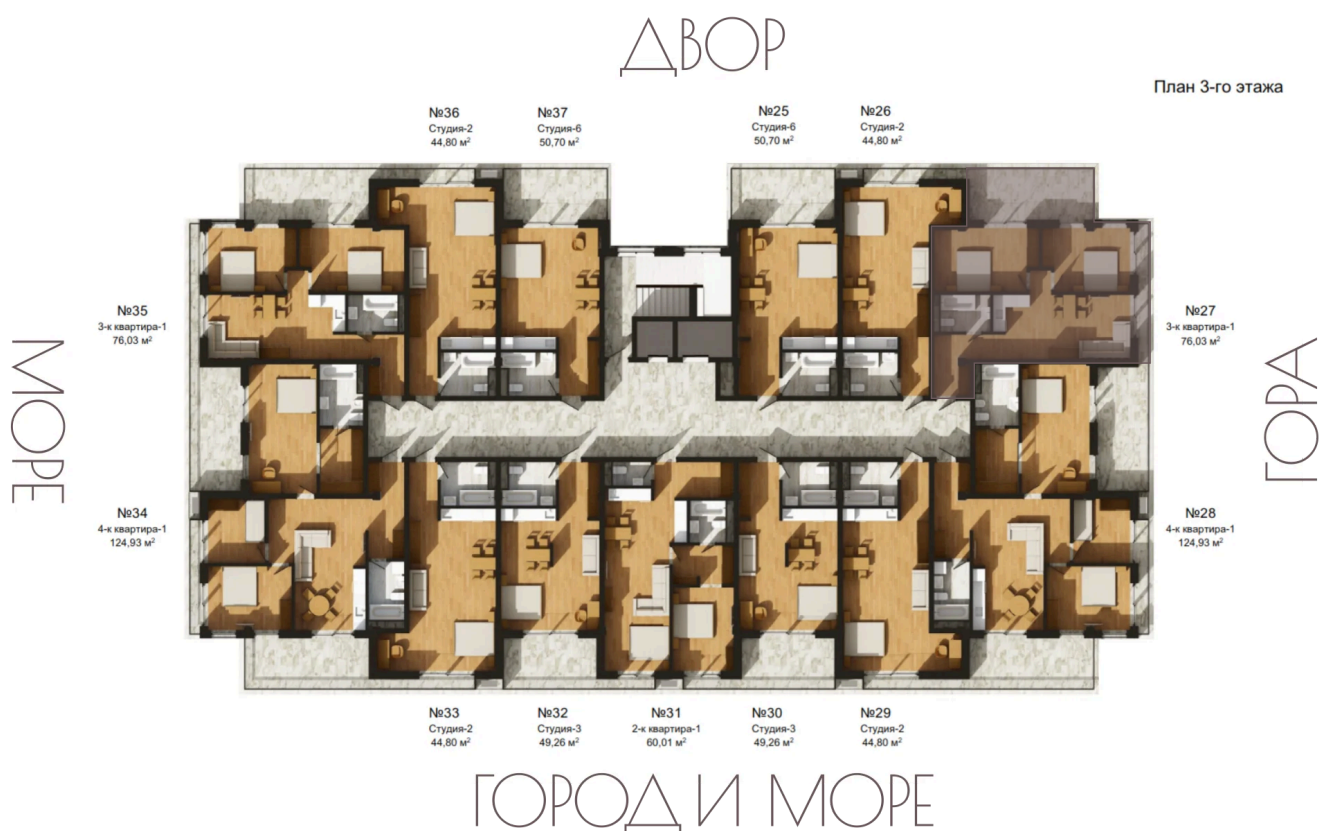 ДВОР
План 3-го этажа
№36
Студия-2
44,80 м²
№37
Студия-6
50,70 м²
№25
Студия-6
50,70 м²
№26
Студия-2
44,80 м²
№35
3-к квартира-1
76,03 м²
№27
3-к квартира-1
76,03 м²
МОРЕ
ГОРА
№34
4-к квартира-1
124,93 м²
№28
4-к квартира-1
124,93 м²
№33
Студия-2
44,80 м²
№32
Студия-3
49,26 м²
№31
2-к квартира-1
60,01 м²
№30
Студия-3
49,26 м²
№29
Студия-2
44,80 м²
ГОРОД И МОРЕ